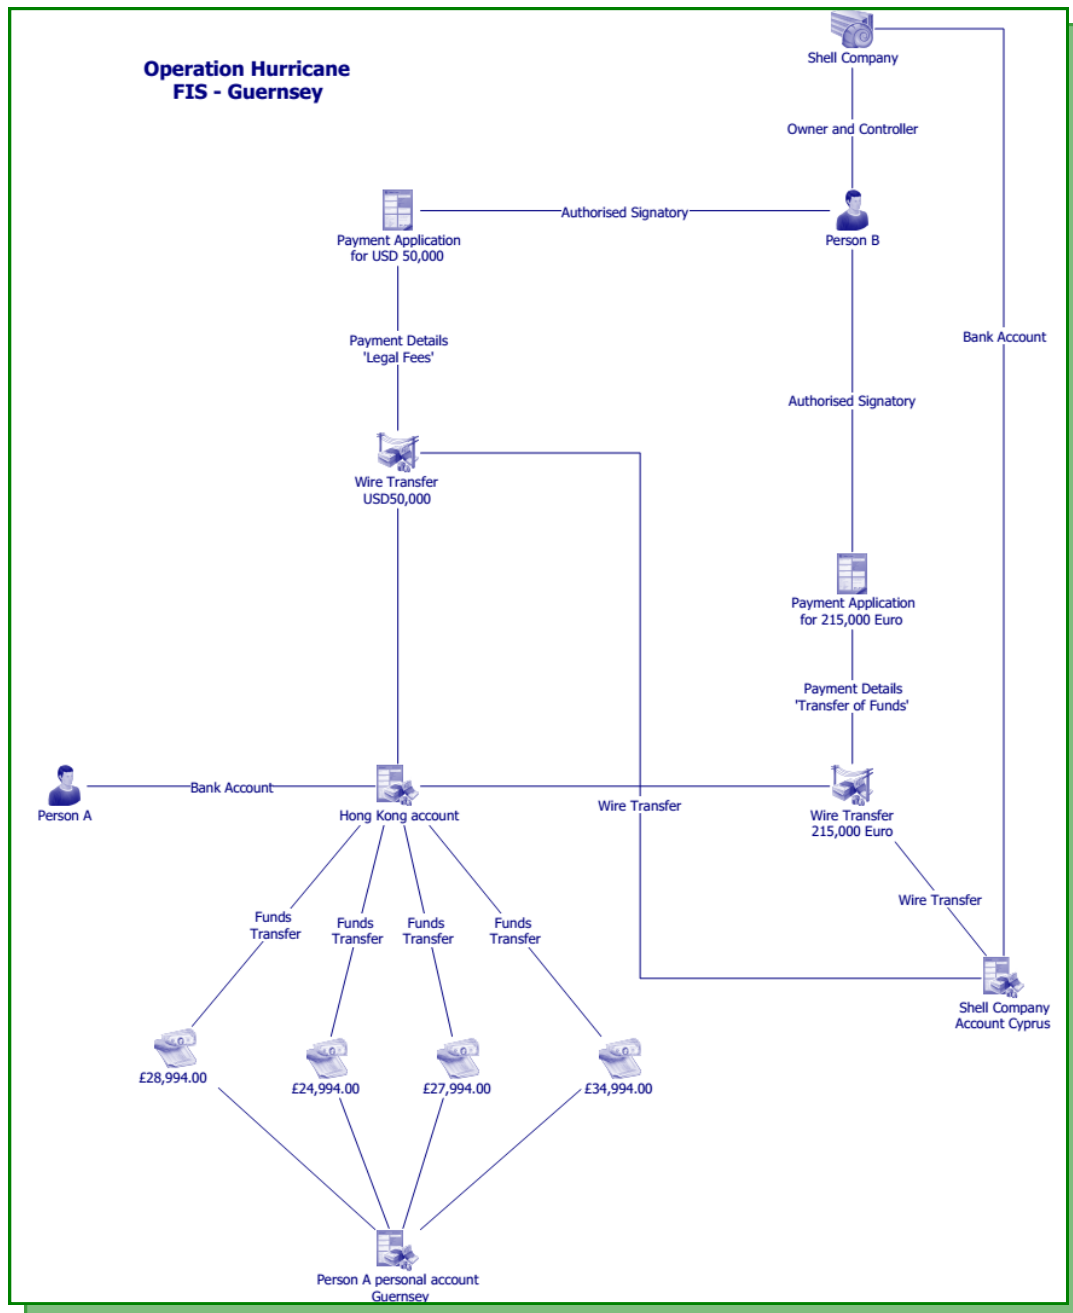 Shell Company
Operation Hurricane
FIS - Guernsey
Owner and Controller
Authorised Signatory
Payment Application
for USD 50,000
Person B
Payment Details
'Legal Fees'
Bank Account
Authorised Signatory
Wire Transfer
USD50,000
Payment Application
for 215,000 Euro
Payment Details
'Transfer of Funds'
Bank Account
Person A
Hong Kong account
Wire Transfer
Wire Transfer
215,000 Euro
Wire Transfer
Funds
Transfer
Funds
Transfer
Funds
Transfer
Funds
Transfer
Shell Company
Account Cyprus
£28,994.00
£24,994.00
£27,994.00
£34,994.00
Person A personal account
Guernsey